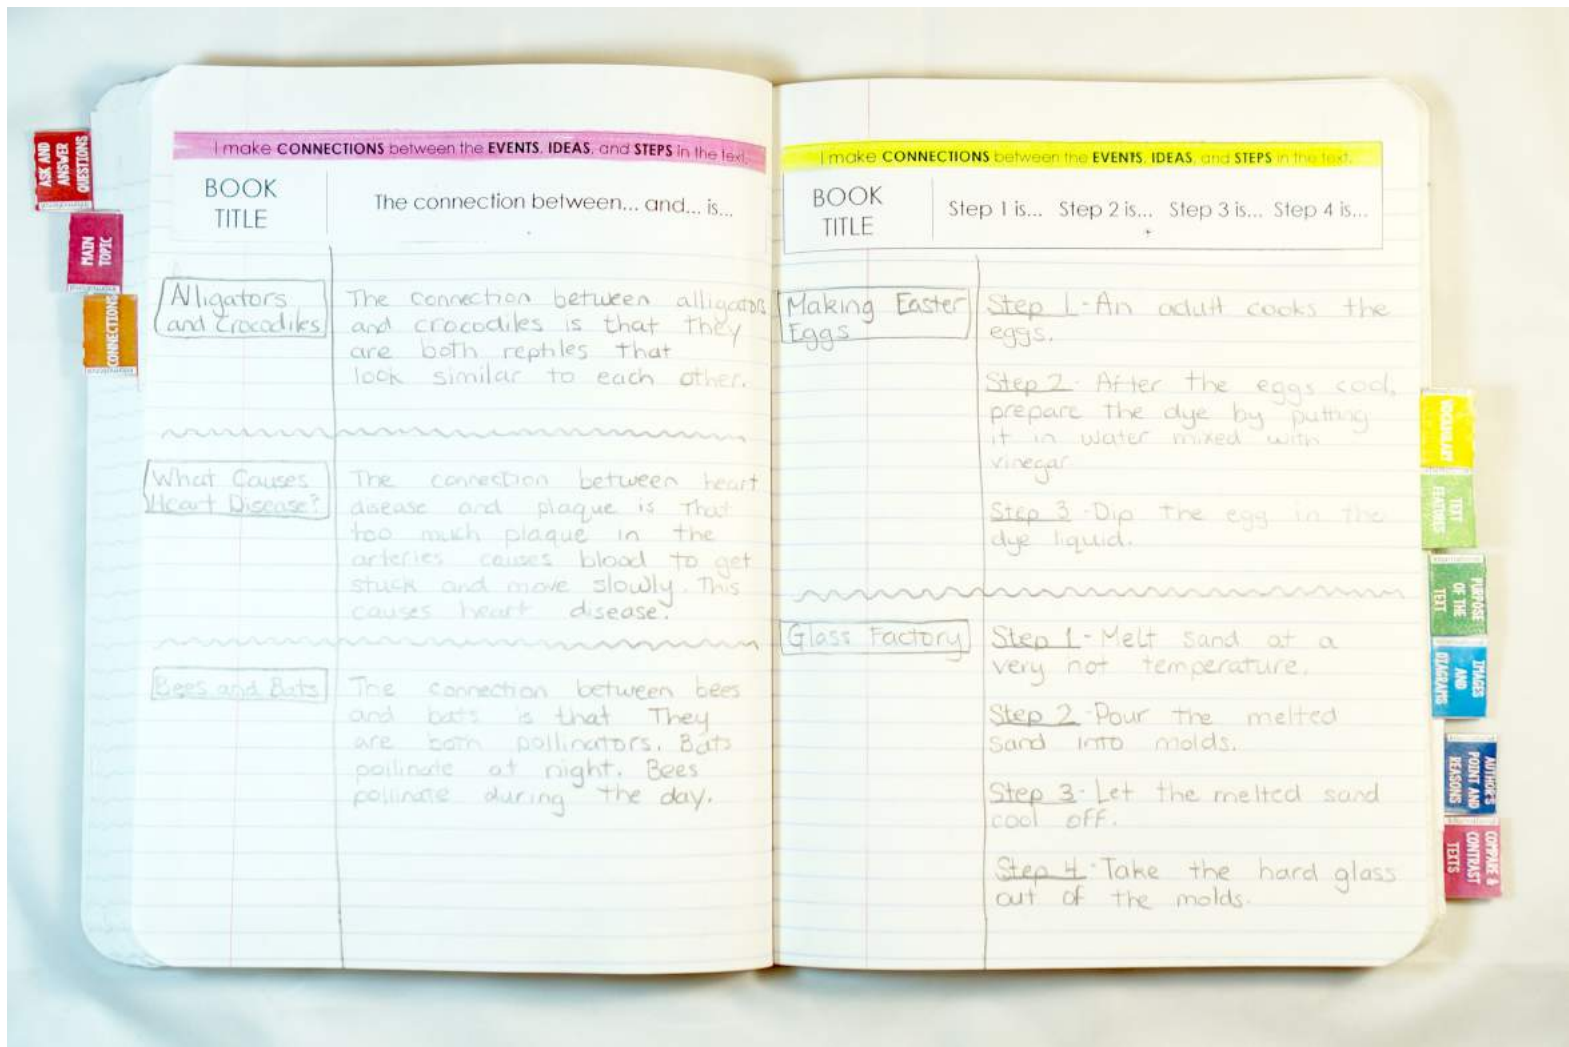 ASK AND
ANSWER
QUESTIONS
MAIN
TOPIC
CONNECTIONS
I make CONNECTIONS between the EVENTS, IDEAS, and STEPS in the text.
BOOK
TITLE
The connection between... and... is...
Alligators
and Crocodiles
The connection between alligators
and crocodiles is that they
are both reptiles that
look similar to each other.
What Causes
Heart Disease?
The connection between heart
disease and plaque is That
too much plaque in the
arteries causes blood to get
stuck and move slowly. This
causes heart disease.
Bees and Bats
The connection between bees
and bats is that They
are both pollinators. Bats
pollinate at night. Bees
pollinate during the day.
I make CONNECTIONS between the EVENTS, IDEAS, and STEPS in the text.
BOOK
TITLE
Step 1 is... Step 2 is... Step 3 is... Step 4 is...
Making Easter
Eggs
Step 1-An adult cooks the
eggs.
Step 2- After the eggs cool,
prepare the dye by putting
it in water mixed with
vinegar.
Step 3-Dip the egg in the
dye liquid.
Glass Factory
Step 1-Melt sand at a
very hot temperature.
Step 2-Pour the melted
sand into molds.
Step 3-Let the melted sand
cool off.
Step 4-Take the hard glass
out of the molds.
VOCABULARY
TEXT
FEATURES
PURPOSE
OF THE
TEXT
IMAGES
AND
DIAGRAMS
AUTHOR'S
POINT AND
REASONS
COMPARE &
CONTRAST
TEXTS